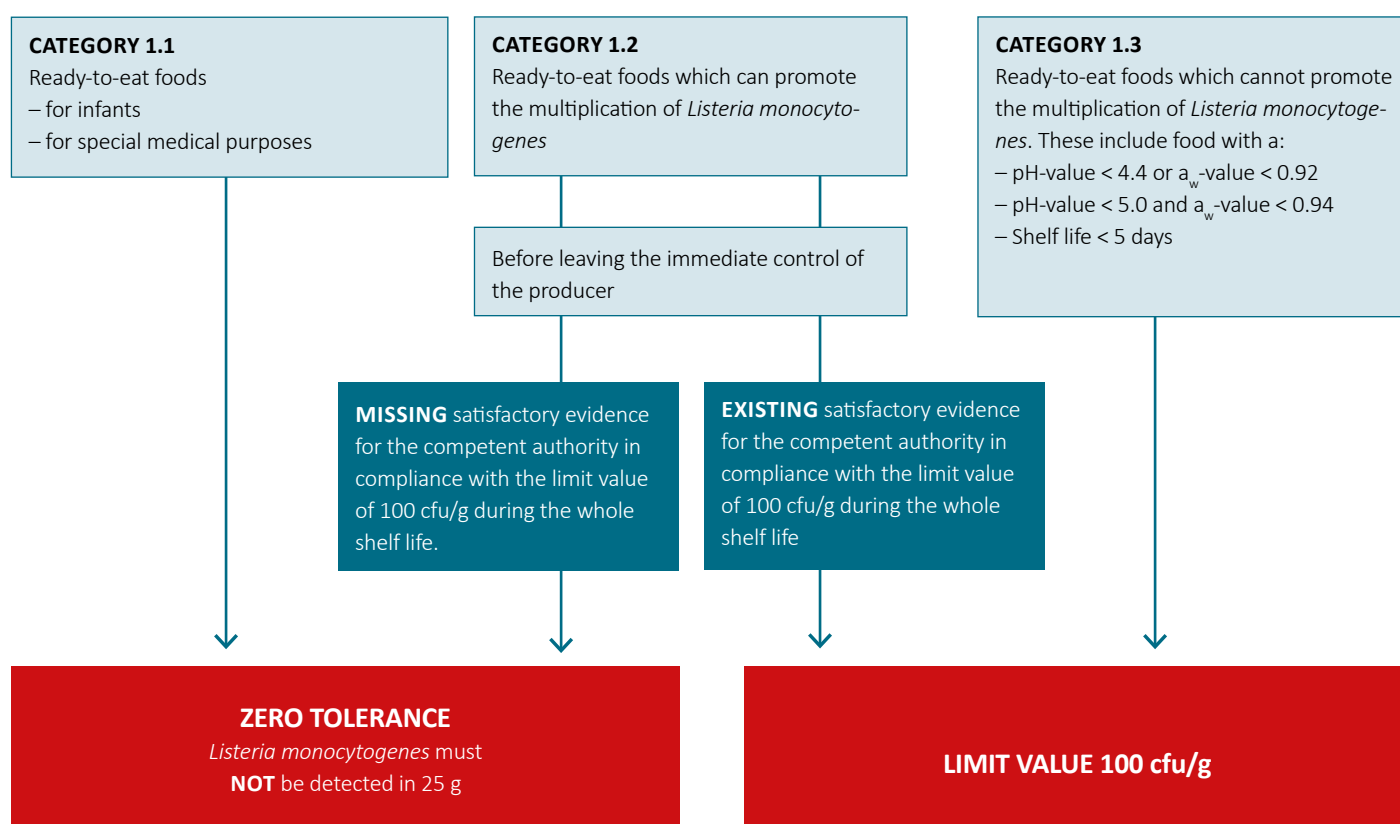 CATEGORY 1.1
Ready-to-eat foods
– for infants
– for special medical purposes
CATEGORY 1.2
Ready-to-eat foods which can promote
the multiplication of Listeria monocyto-
genes
CATEGORY 1.3
Ready-to-eat foods which cannot promote
the multiplication of Listeria monocytoge-
nes. These include food with a:
– pH-value < 4.4 or aw-value < 0.92
– pH-value < 5.0 and aw-value < 0.94
– Shelf life < 5 days
Before leaving the immediate control of
the producer
MISSING satisfactory evidence
for the competent authority in
compliance with the limit value
of 100 cfu/g during the whole
shelf life.
EXISTING satisfactory evidence
for the competent authority in
compliance with the limit value
of 100 cfu/g during the whole
shelf life
ZERO TOLERANCE
Listeria monocytogenes must
NOT be detected in 25 g
LIMIT VALUE 100 cfu/g